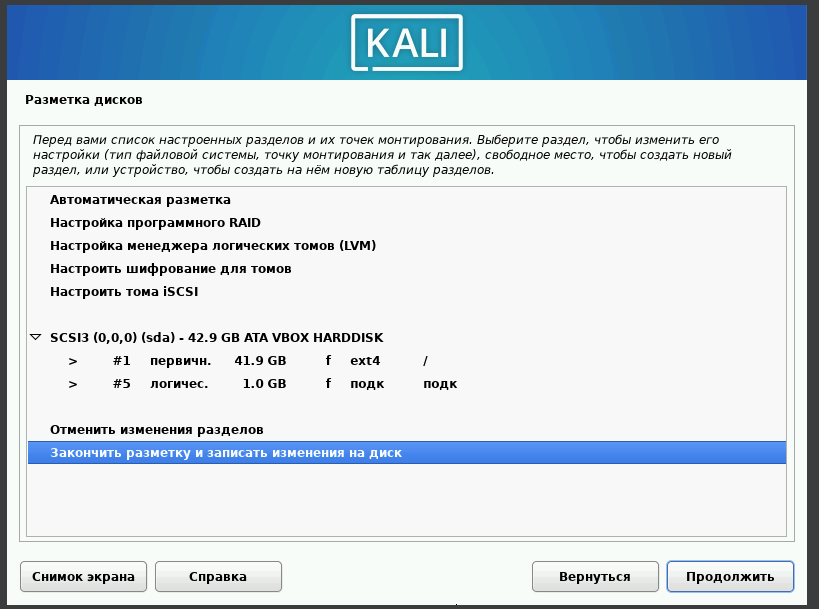 KALI
Разметка дисков
Перед вами список настроенных разделов и их точек монтирования. Выберите раздел, чтобы изменить его
настройки (тип файловой системы, точку монтирования и так далее), свободное место, чтобы создать новый
раздел, или устройство, чтобы создать на нём новую таблицу разделов.
Автоматическая разметка
Настройка программного RAID
Настройка менеджера логических томов (LVM)
Настроить шифрование для томов
Настроить тома iSCSI
SCSI3 (0,0,0) (sda) - 42.9 GB ATA VBOX HARDDISK
> #1 первичн. 41.9 GB f ext4 /
> #5 логичес. 1.0 GB f подк подк
Отменить изменения разделов
Закончить разметку и записать изменения на диск
Снимок экрана Справка Вернуться Продолжить